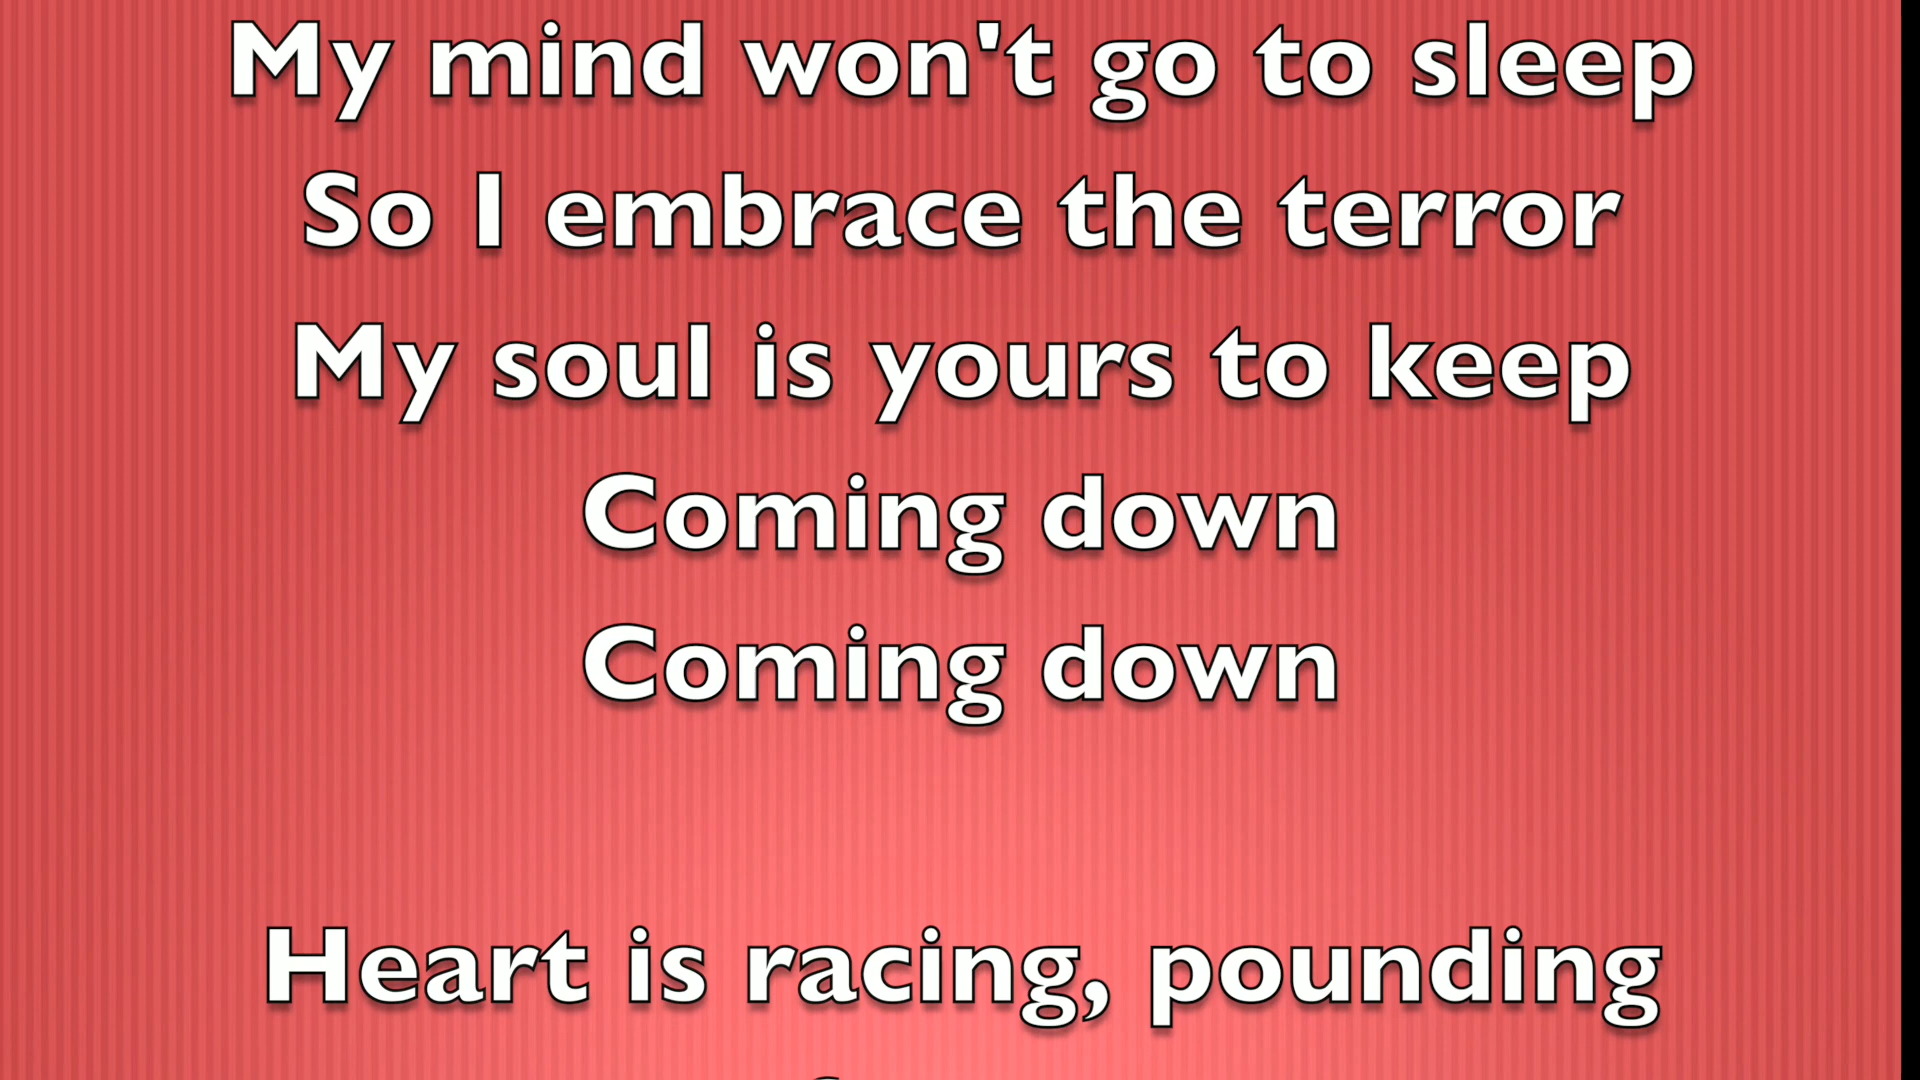 My mind won't go to sleep
So I embrace the terror
My soul is yours to keep
Coming down
Coming down
Heart is racing, pounding